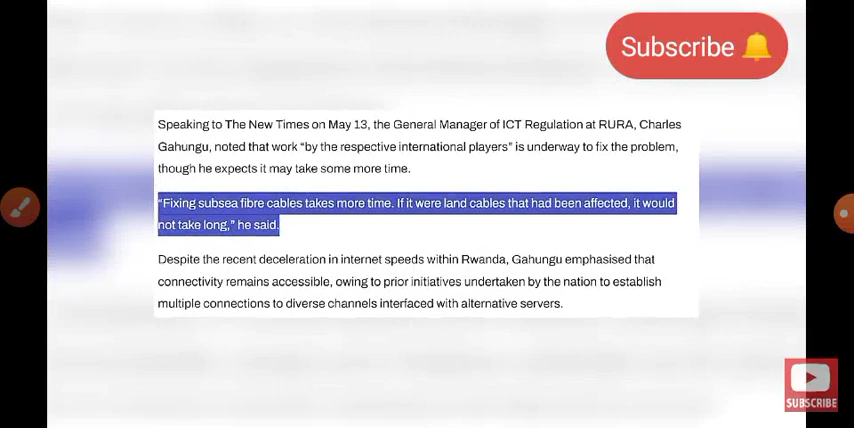 Subscribe
Speaking to The New Times on May 13, the General Manager of ICT Regulation at RURA, Charles
Gahungu, noted that work “by the respective international players” is underway to fix the problem,
though he expects it may take some more time.
“Fixing subsea fibre cables takes more time. If it were land cables that had been affected, it would
not take long,” he said.
Despite the recent deceleration in internet speeds within Rwanda, Gahungu emphasised that
connectivity remains accessible, owing to prior initiatives undertaken by the nation to establish
multiple connections to diverse channels interfaced with alternative servers.
SUBSCRIBE